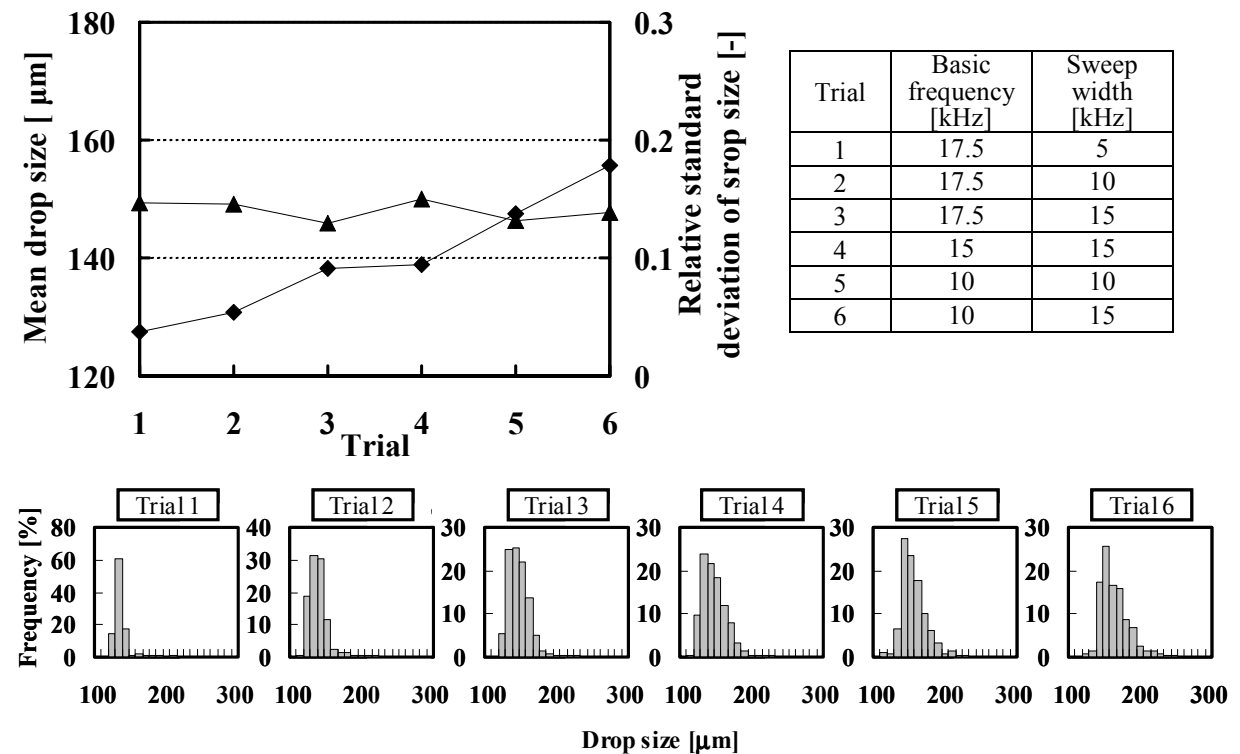 180
160
140
120
Mean drop size [ μm]
0.3
0.2
0.1
0
Relative standard
deviation of srop size [-]
1 2 3 4 5 6
Trial
Trial Basic frequency [kHz] Sweep width [kHz]
1 17.5 5
2 17.5 10
3 17.5 15
4 15 15
5 10 10
6 10 15
Trial 1 Trial 2 Trial 3 Trial 4 Trial 5 Trial 6
Frequency [%]
80 40 30 30 30 30
60 30 20 20 20 20
40 20 10 10 10 10
20 10 0 0 0 0
0 0
100 200 300 100 200 300 100 200 300 100 200 300 100 200 300 100 200 300
Drop size [μm]